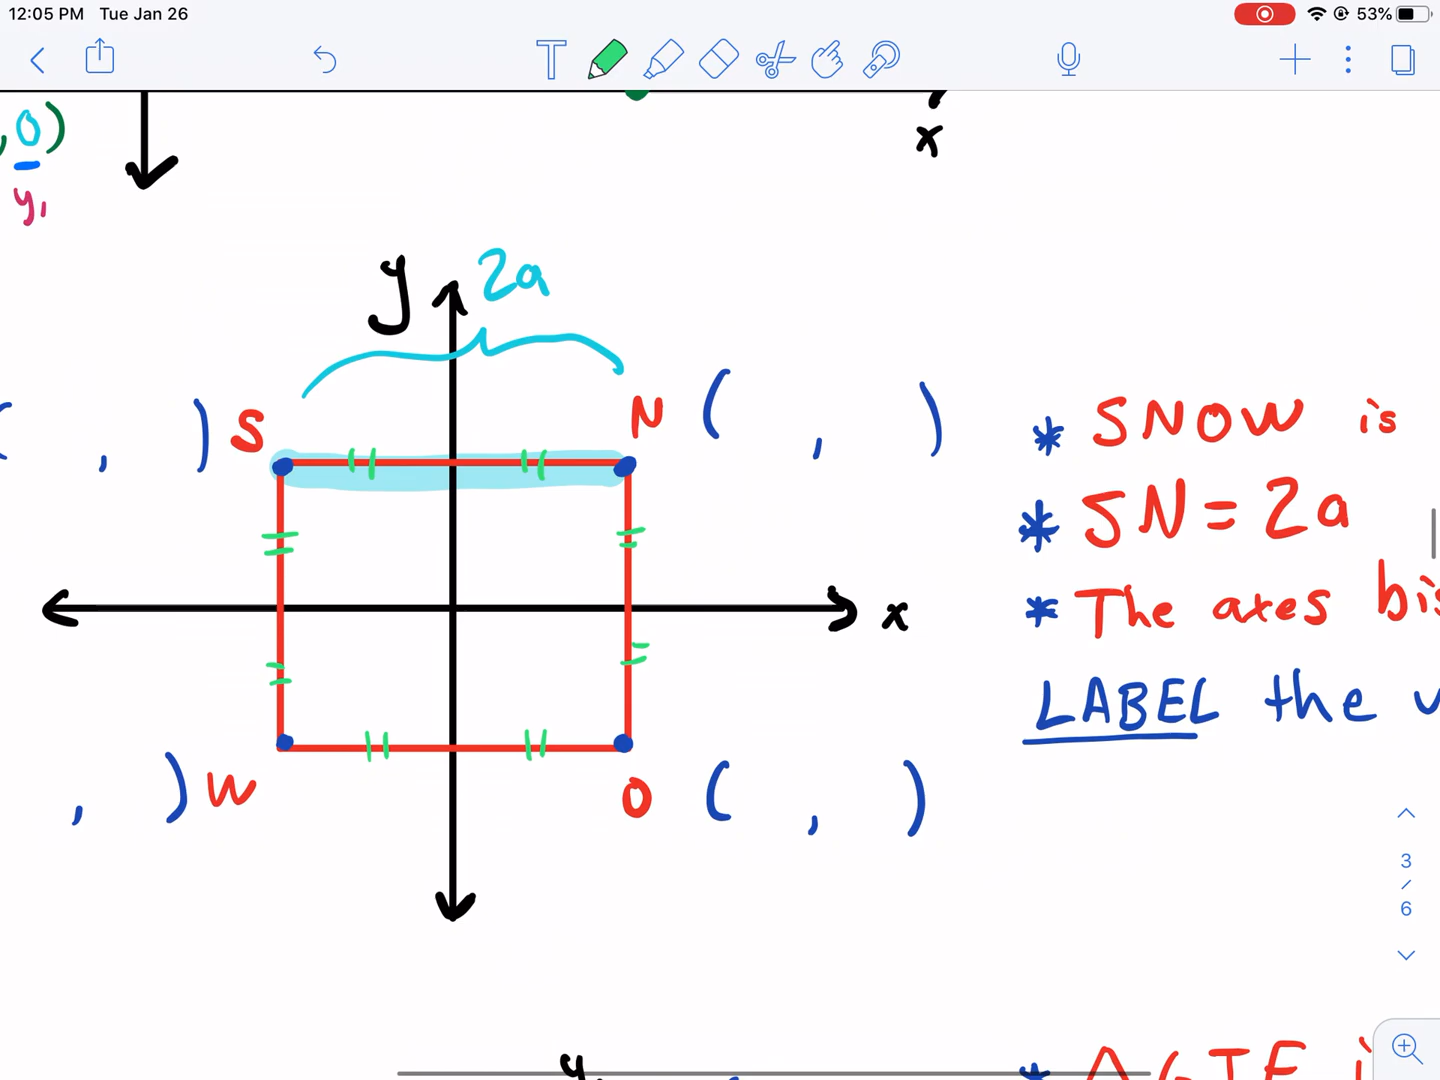 12:05 PM Tue Jan 26 53%
T
,0)
y₁
x
y 2a
( , ) S N ( , )
x
, ) W O ( , )
* SNOW is
* SN = 2a
* The axes
LABEL the
3
/
6
y